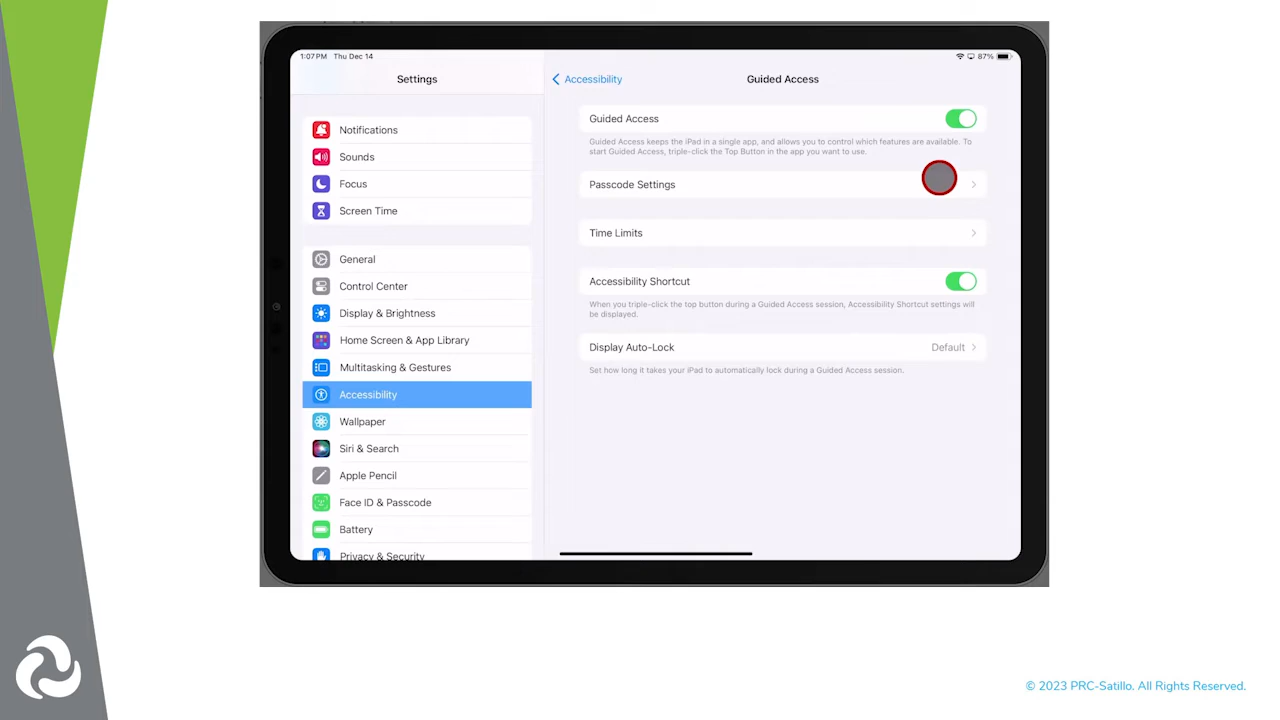 1:07 PM Thu Dec 14
87%
Settings
Notifications
Sounds
Focus
Screen Time
General
Control Center
Display & Brightness
Home Screen & App Library
Multitasking & Gestures
Accessibility
Wallpaper
Siri & Search
Apple Pencil
Face ID & Passcode
Battery
Privacy & Security
Accessibility
Guided Access
Guided Access
Guided Access keeps the iPad in a single app, and allows you to control which features are available. To
start Guided Access, triple-click the Top Button in the app you want to use.
Passcode Settings
Time Limits
Accessibility Shortcut
When you triple-click the top button during a Guided Access session, Accessibility Shortcut settings will
be displayed.
Display Auto-Lock Default
Set how long it takes your iPad to automatically lock during a Guided Access session.
© 2023 PRC-Satillo. All Rights Reserved.